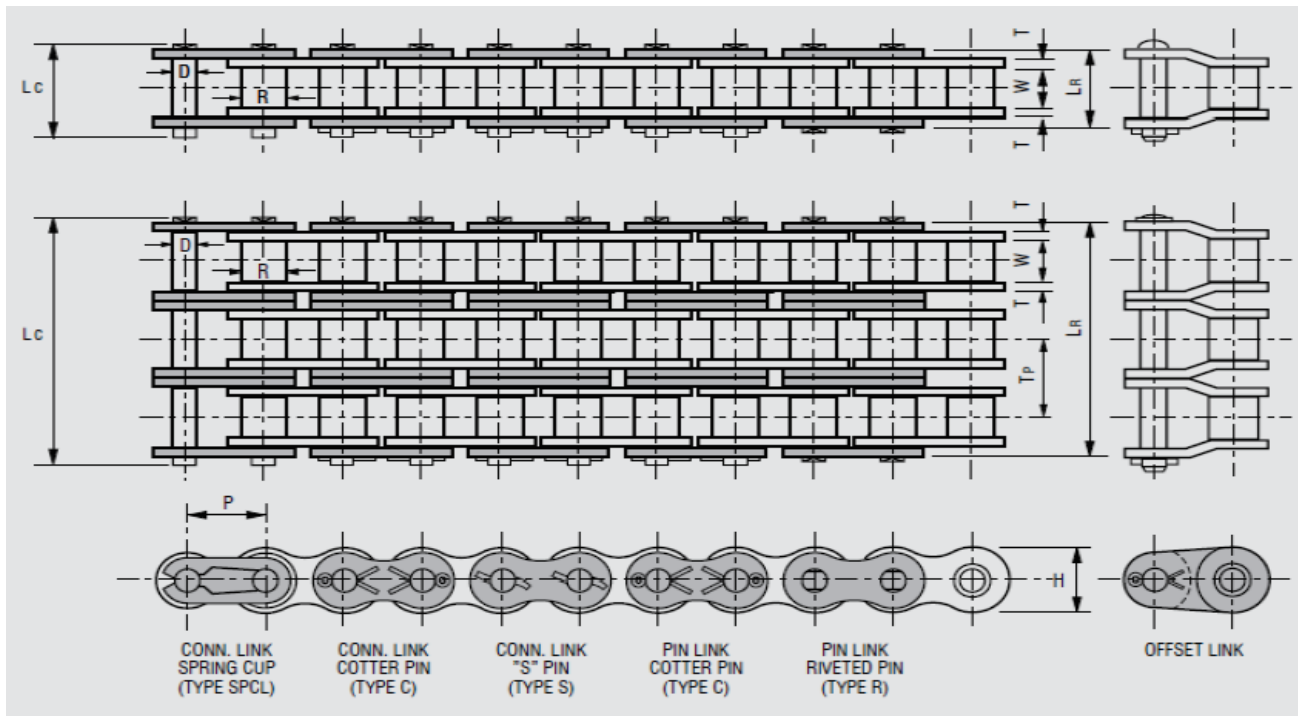 T
D
Lc
R
W
LR
T
T
D
R
W
Lc
T
LR
TP
P
H
CONN. LINK
SPRING CUP
(TYPE SPCL)
CONN. LINK
COTTER PIN
(TYPE C)
CONN. LINK
"S" PIN
(TYPE S)
PIN LINK
COTTER PIN
(TYPE C)
PIN LINK
RIVETED PIN
(TYPE R)
OFFSET LINK